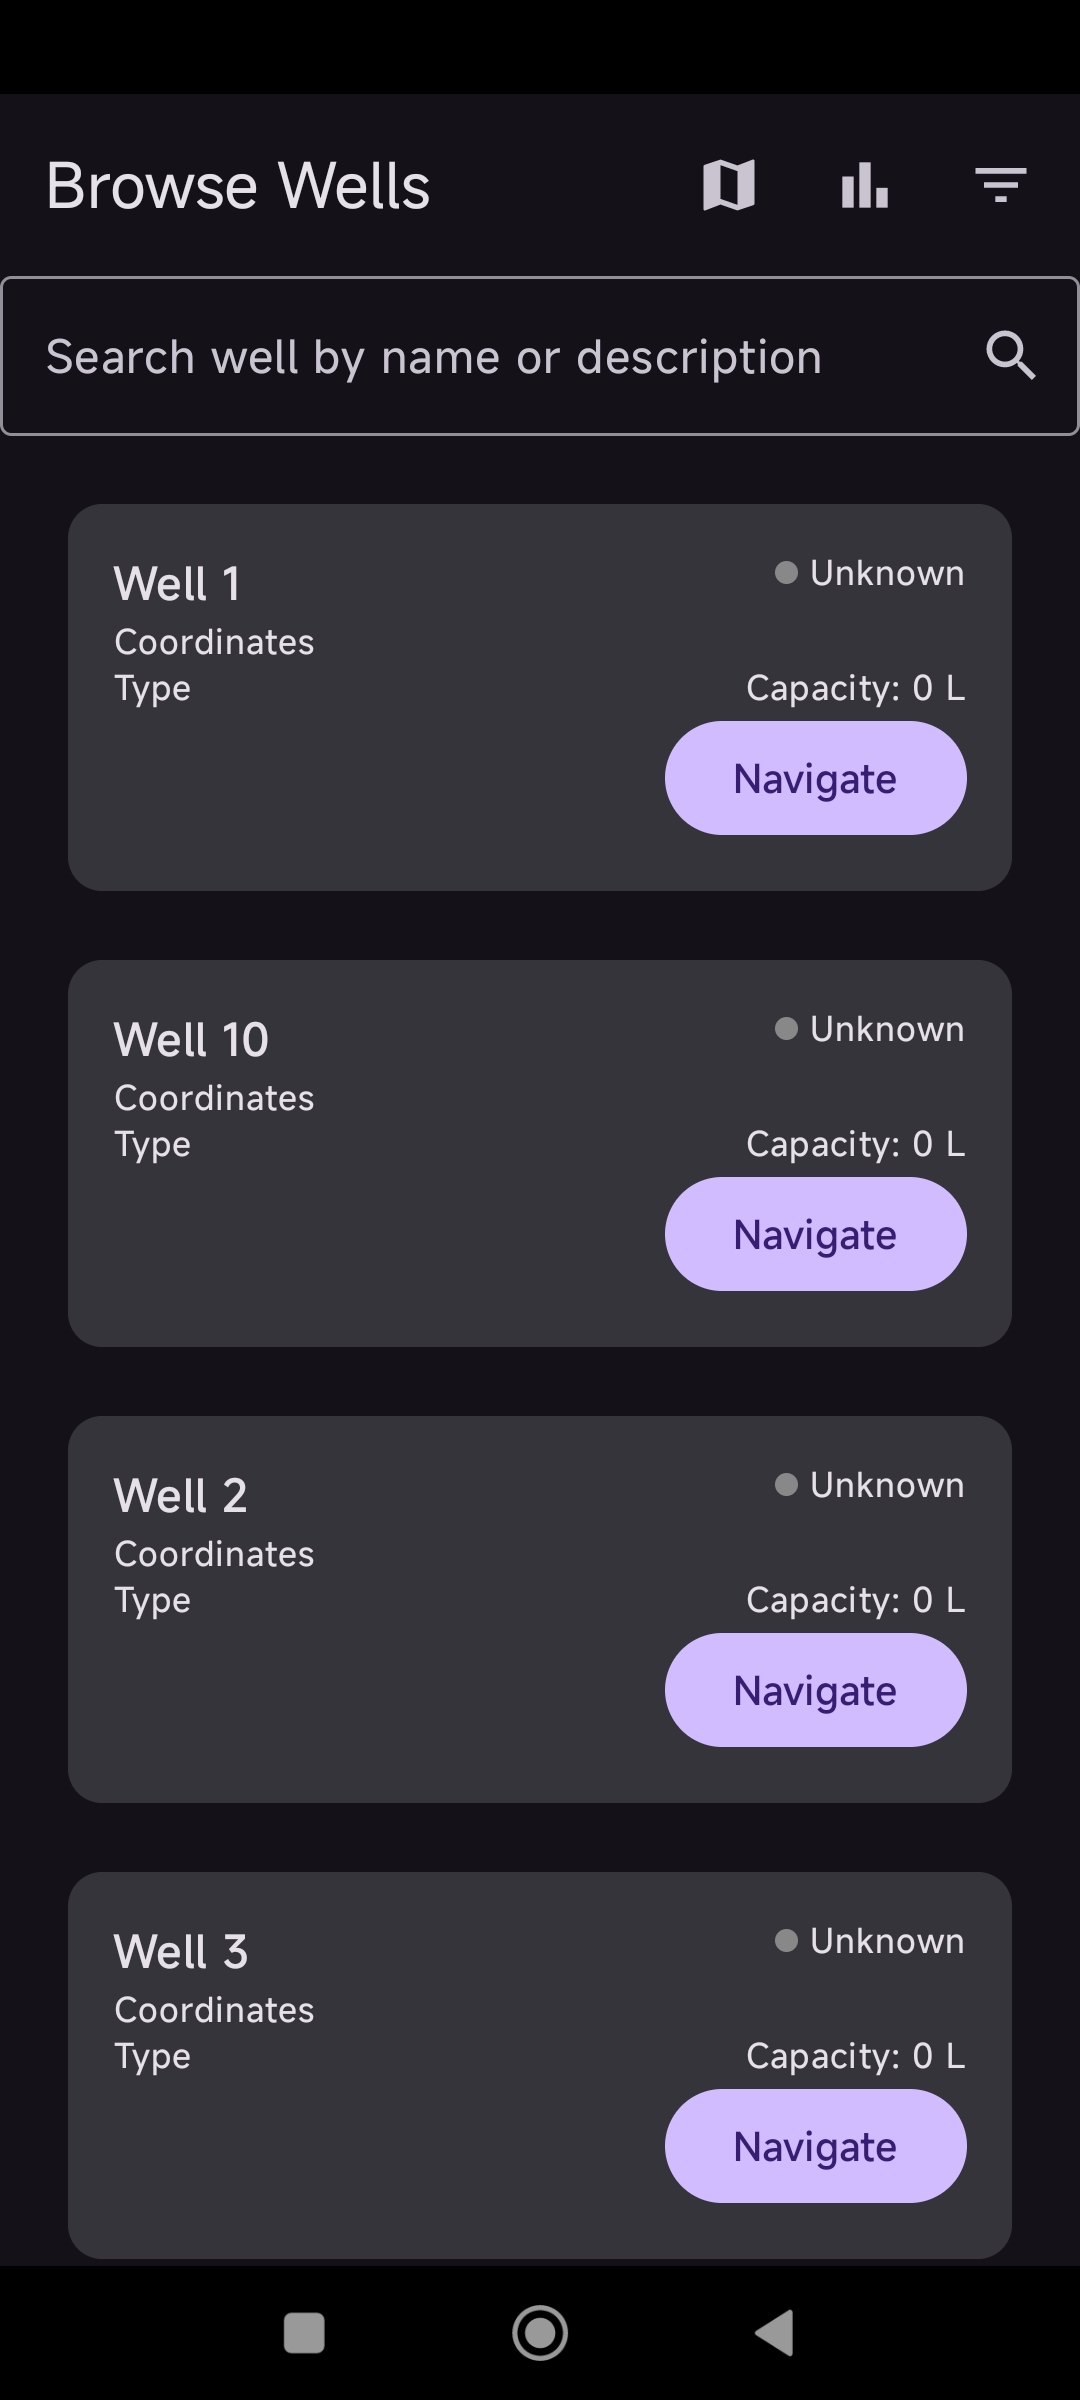 Browse Wells
Search well by name or description
Well 1
Unknown
Coordinates
Type
Capacity: 0 L
Navigate
Well 10
Unknown
Coordinates
Type
Capacity: 0 L
Navigate
Well 2
Unknown
Coordinates
Type
Capacity: 0 L
Navigate
Well 3
Unknown
Coordinates
Type
Capacity: 0 L
Navigate